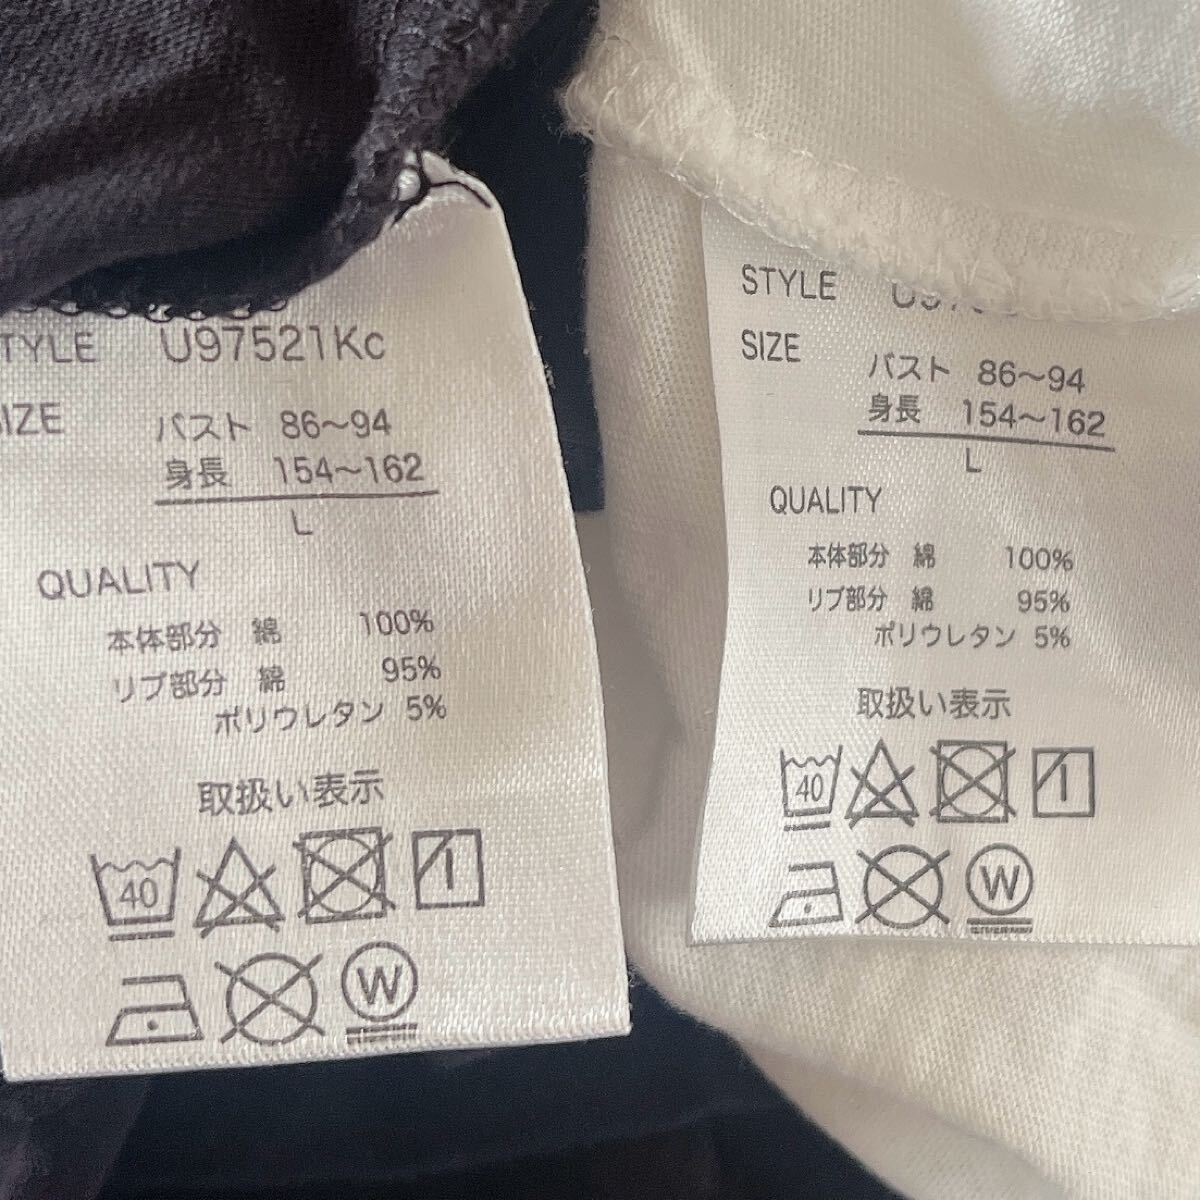 TYLE U97521Kc
SIZE
バスト 86〜94
身長 154〜162
L
QUALITY
本体部分 綿 100%
リブ部分 綿 95%
ポリウレタン 5%
取扱い表示
40
W
STYLE
SIZE
バスト 86〜94
身長 154〜162
L
QUALITY
本体部分 綿 100%
リブ部分 綿 95%
ポリウレタン 5%
取扱い表示
40
W